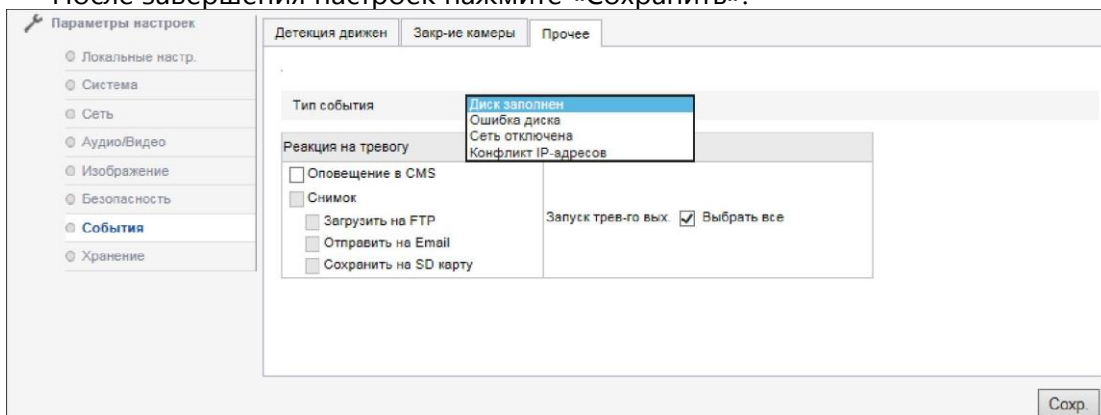 После завершения настроек нажмите «Сохранить».
Параметры настроек
Локальные настр.
Система
Сеть
Аудио/Видео
Изображение
Безопасность
События
Хранение
Детекция движен
Закр-ие камеры
Прочее
Тип события
Диск заполнен
Ошибка диска
Сеть отключена
Конфликт IP-адресов
Реакция на тревогу
Оповещение в CMS
Снимок
Загрузить на FTP
Отправить на Email
Сохранить на SD карту
Запуск трев-го вых. Выбрать все
Сохр.